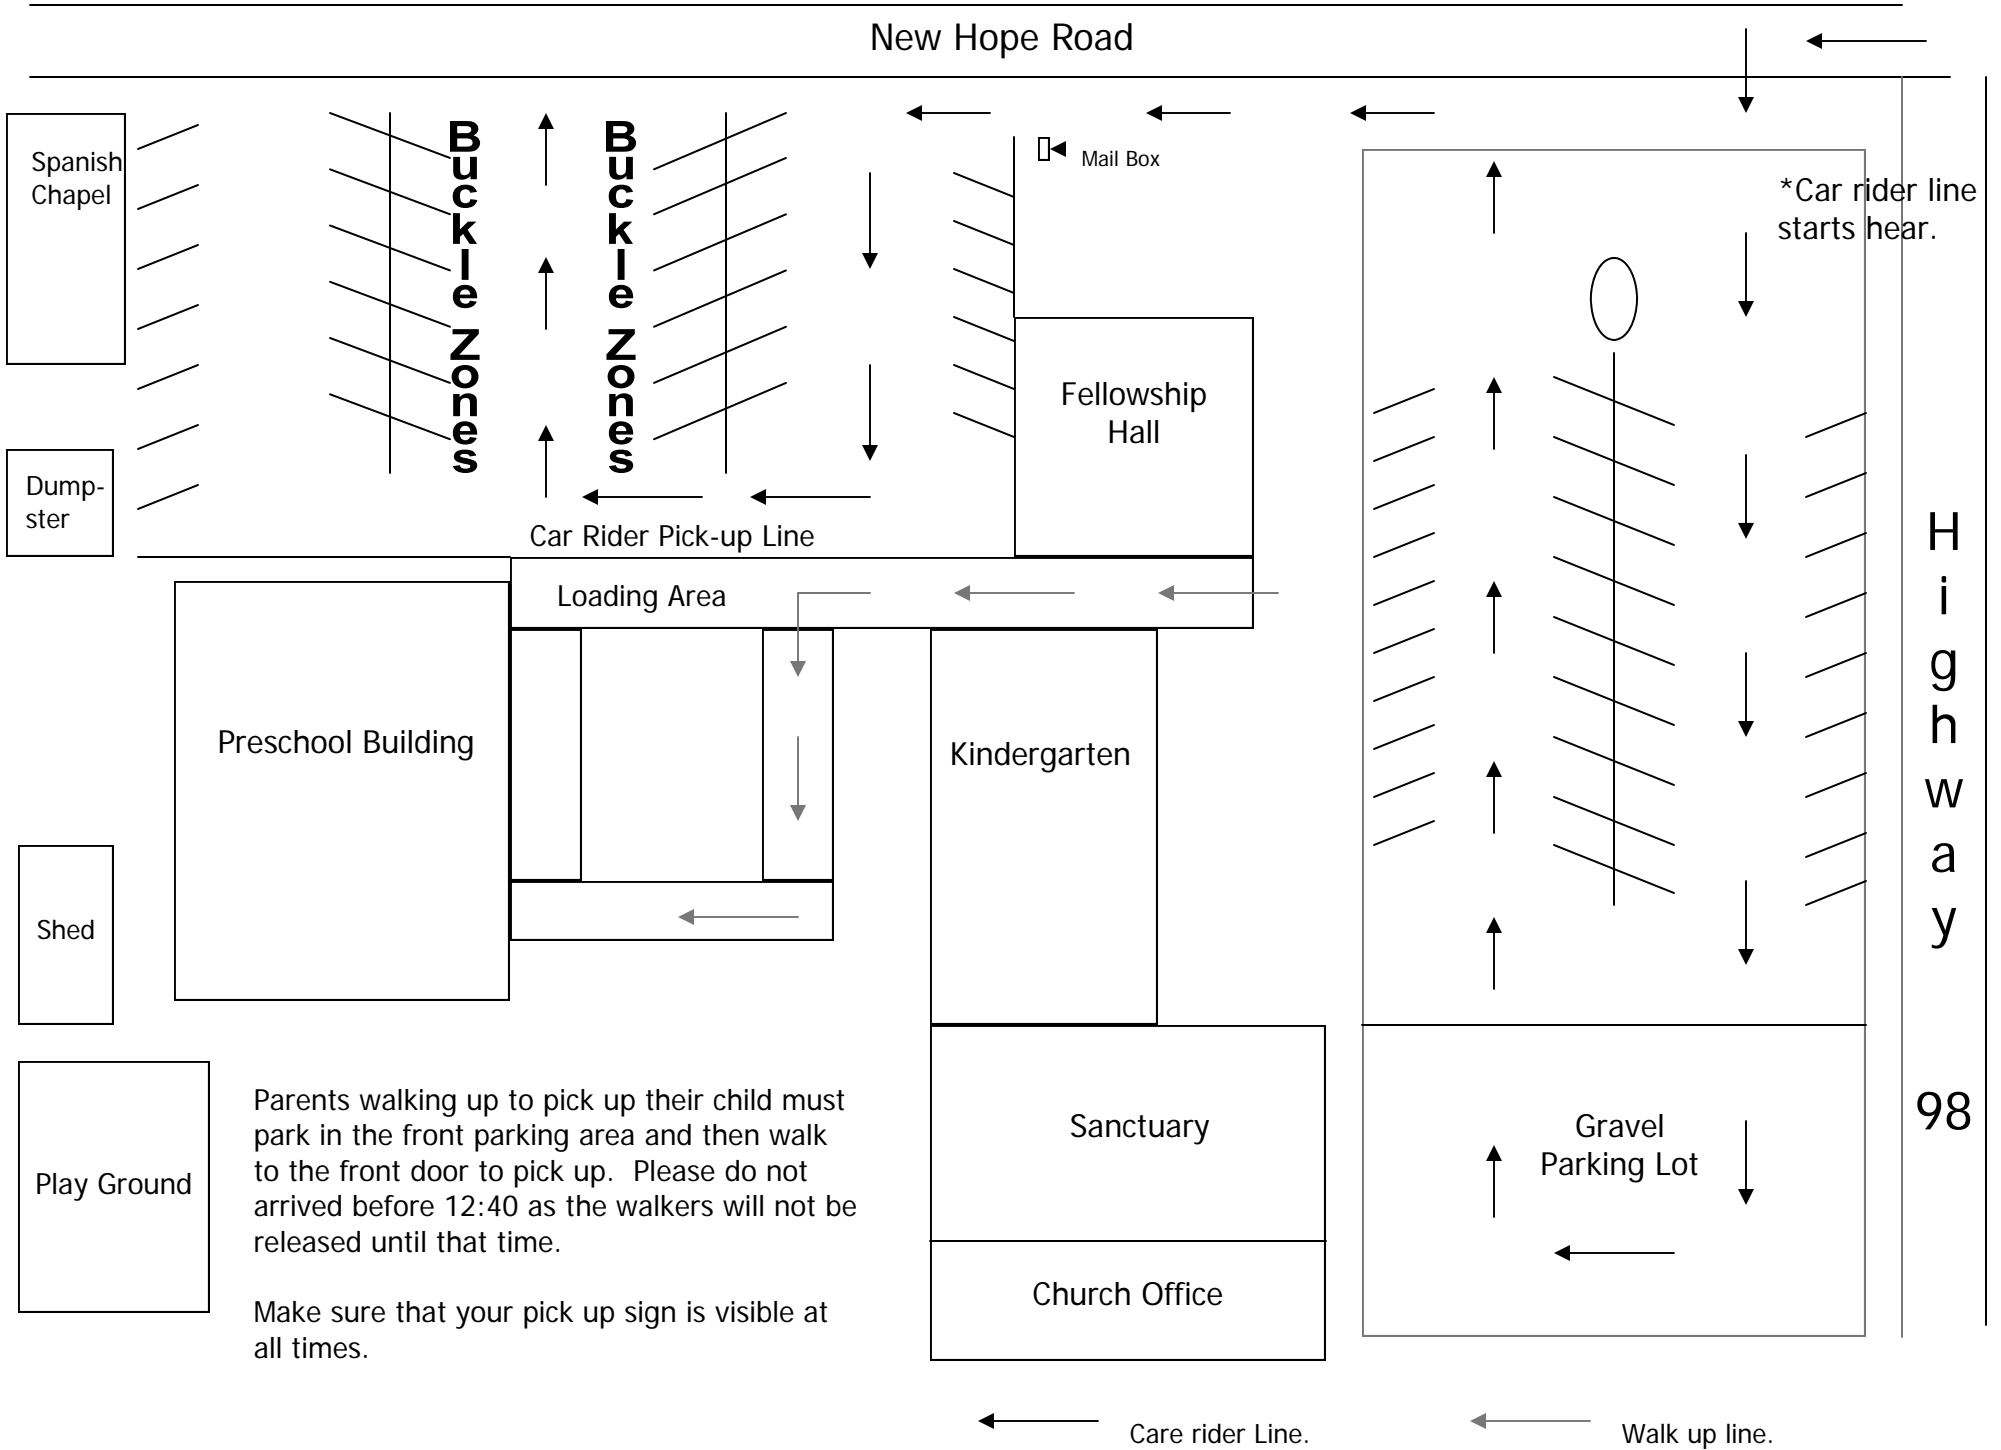 New Hope Road
Spanish
Chapel
Buckle Zones
Buckle Zones
Mail Box
*Car rider line
starts hear.
Fellowship
Hall
Dump-
ster
Car Rider Pick-up Line
Loading Area
Highway 98
Preschool Building
Kindergarten
Shed
Play Ground
Parents walking up to pick up their child must
park in the front parking area and then walk
to the front door to pick up.  Please do not
arrived before 12:40 as the walkers will not be
released until that time.
Make sure that your pick up sign is visible at
all times.
Sanctuary
Gravel
Parking Lot
Church Office
Care rider Line.
Walk up line.